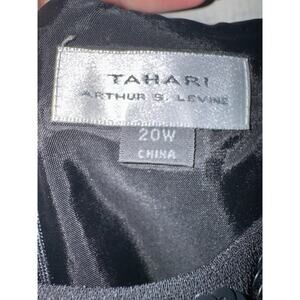 TAHARI
ARTHUR S. LEVINE
20W
CHINA